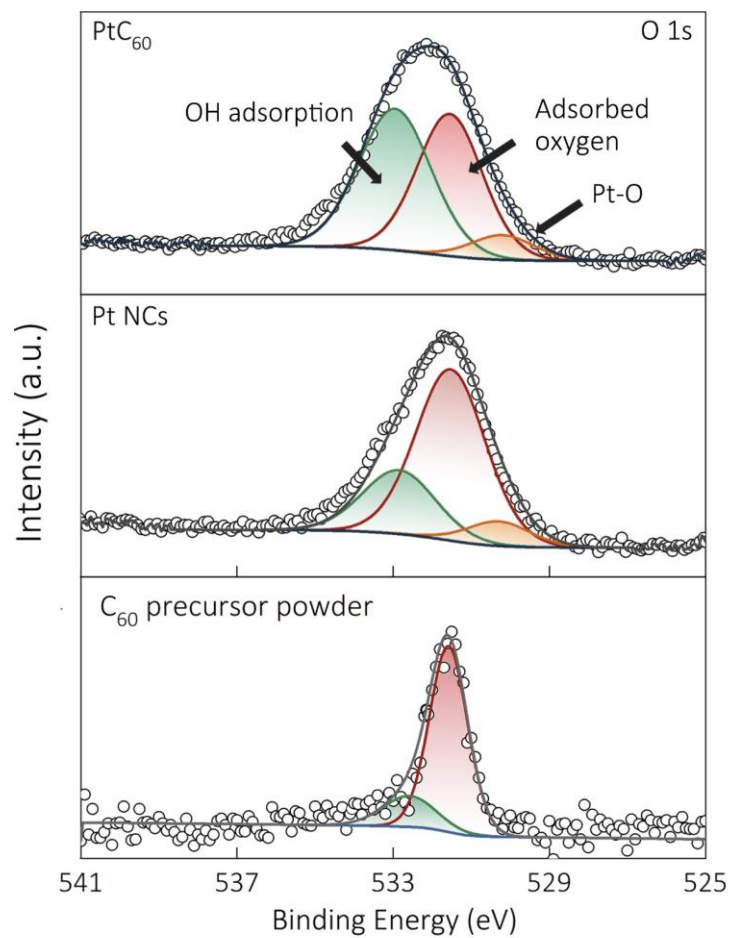 PtC₆₀
O 1s
OH adsorption
Adsorbed
oxygen
Pt-O
Pt NCs
C₆₀ precursor powder
Intensity (a.u.)
541 537 533 529 525
Binding Energy (eV)